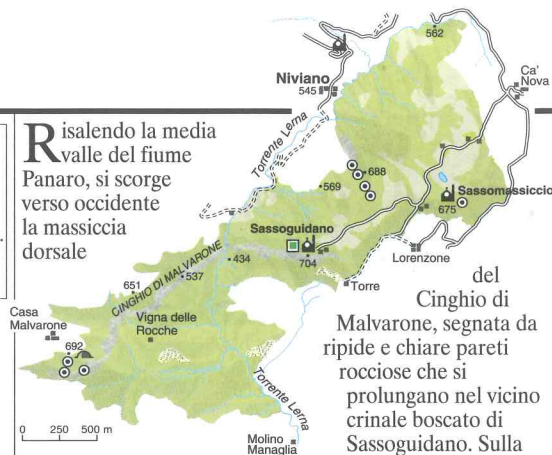 Risalendo la media
valle del fiume
Panaro, si scorge
verso occidente
la massiccia
dorsale
del
Cinghio di
Malvarone, segnata da
ripide e chiare pareti
rocciose che si
prolungano nel vicino
crinale boscato di
Sassoguidano. Sulla
562
Niviano
545
Ca'
Nova
Torrente Lerna
688
569
Sassomassiccio
675
Sassoguidano
704
Lorenzone
Torre
434
CINGHIO DI MALVARONE
537
651
Vigna delle
Rocche
Casa
Malvarone
692
Torrente Lerna
0 250 500 m
Molino
Managlia